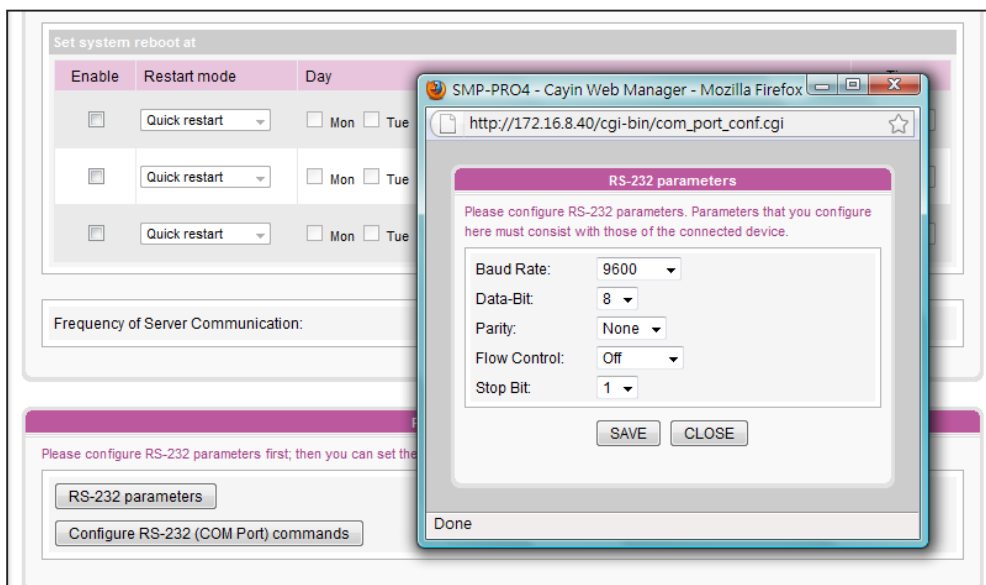 Set system reboot at
Enable Restart mode Day
Quick restart Mon Tue
Quick restart Mon Tue
Quick restart Mon Tue
Frequency of Server Communication:
Please configure RS-232 parameters first; then you can set the
RS-232 parameters
Configure RS-232 (COM Port) commands
SMP-PRO4 - Cayin Web Manager - Mozilla Firefox
http://172.16.8.40/cgi-bin/com_port_conf.cgi
RS-232 parameters
Please configure RS-232 parameters. Parameters that you configure
here must consist with those of the connected device.
Baud Rate: 9600
Data-Bit: 8
Parity: None
Flow Control: Off
Stop Bit: 1
SAVE CLOSE
Done